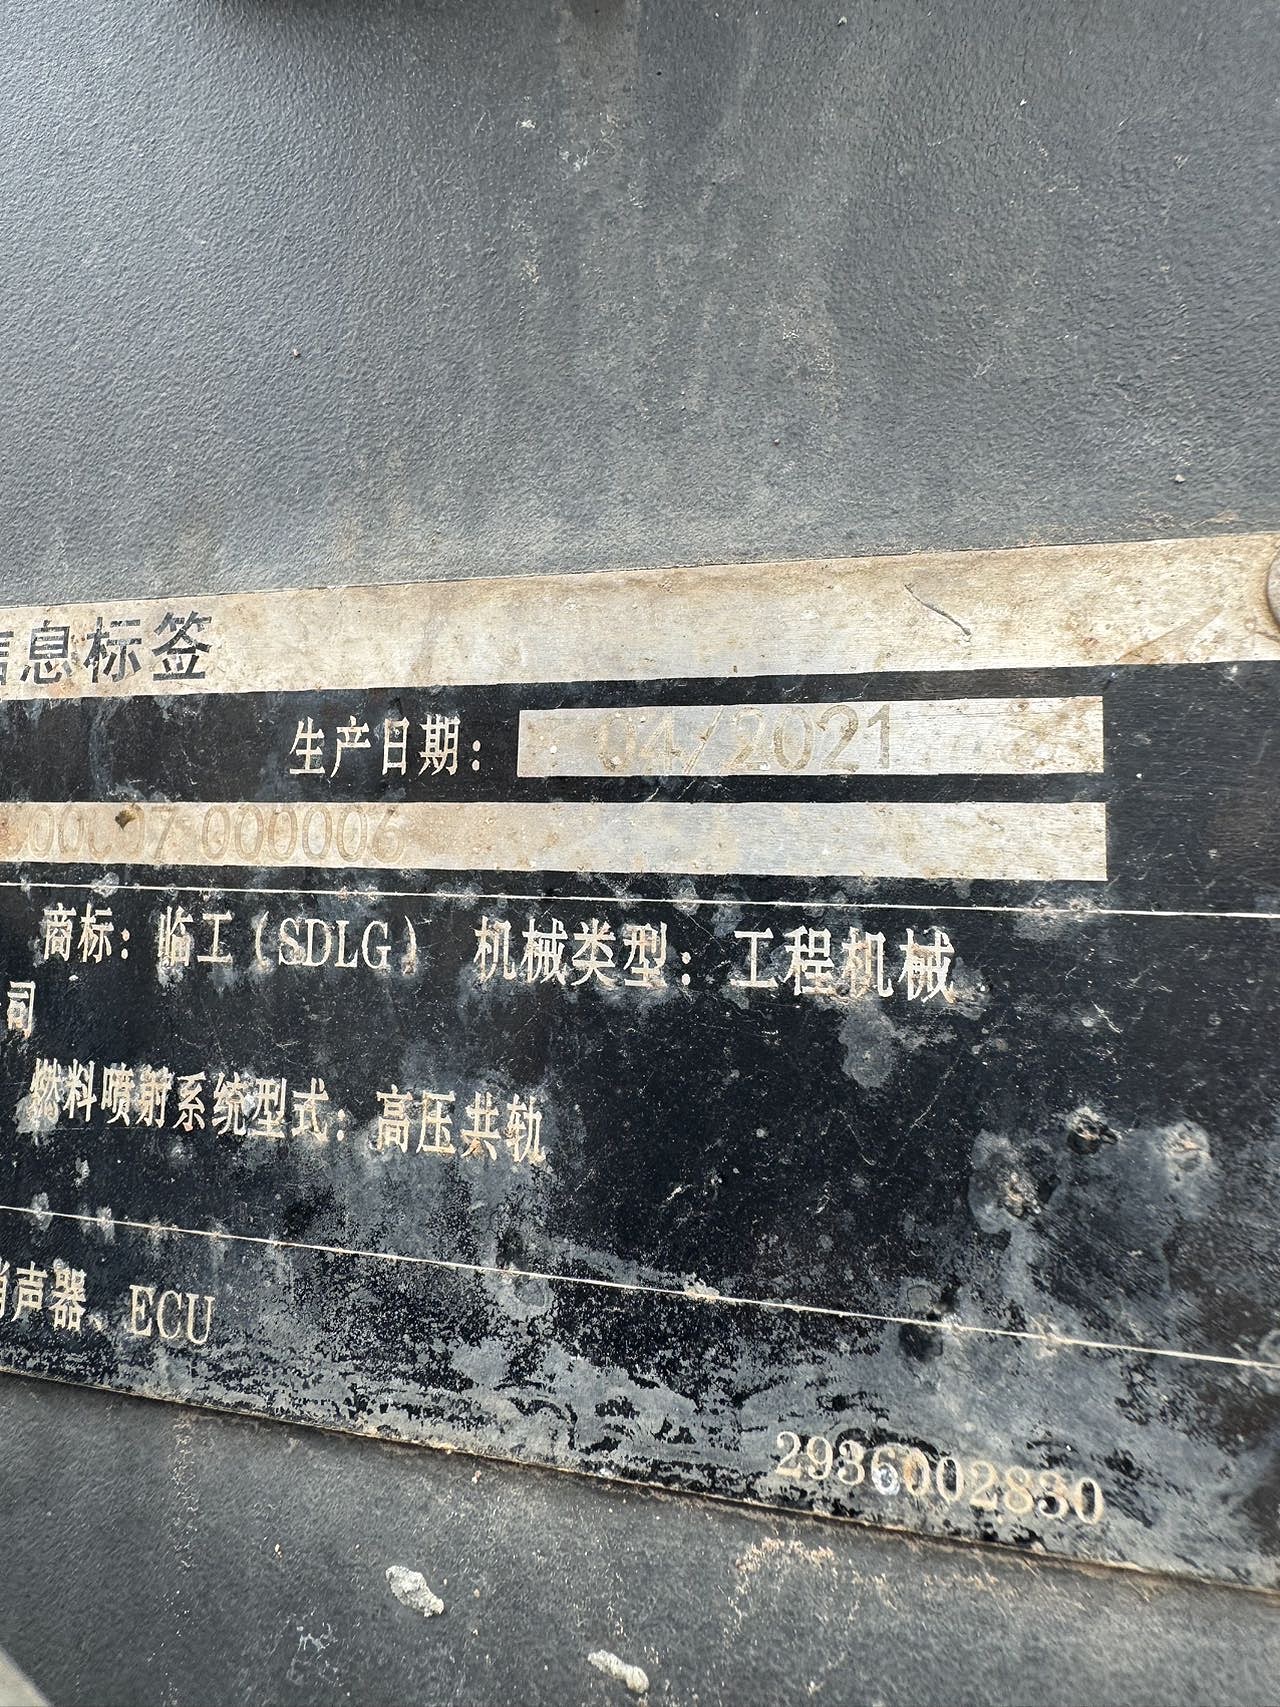 信息标签
生产日期： 04/2021
000006
商标：临工(SDLG) 机械类型：工程机械
司
燃料喷射系统型式：高压共轨
消声器、ECU
2936002830